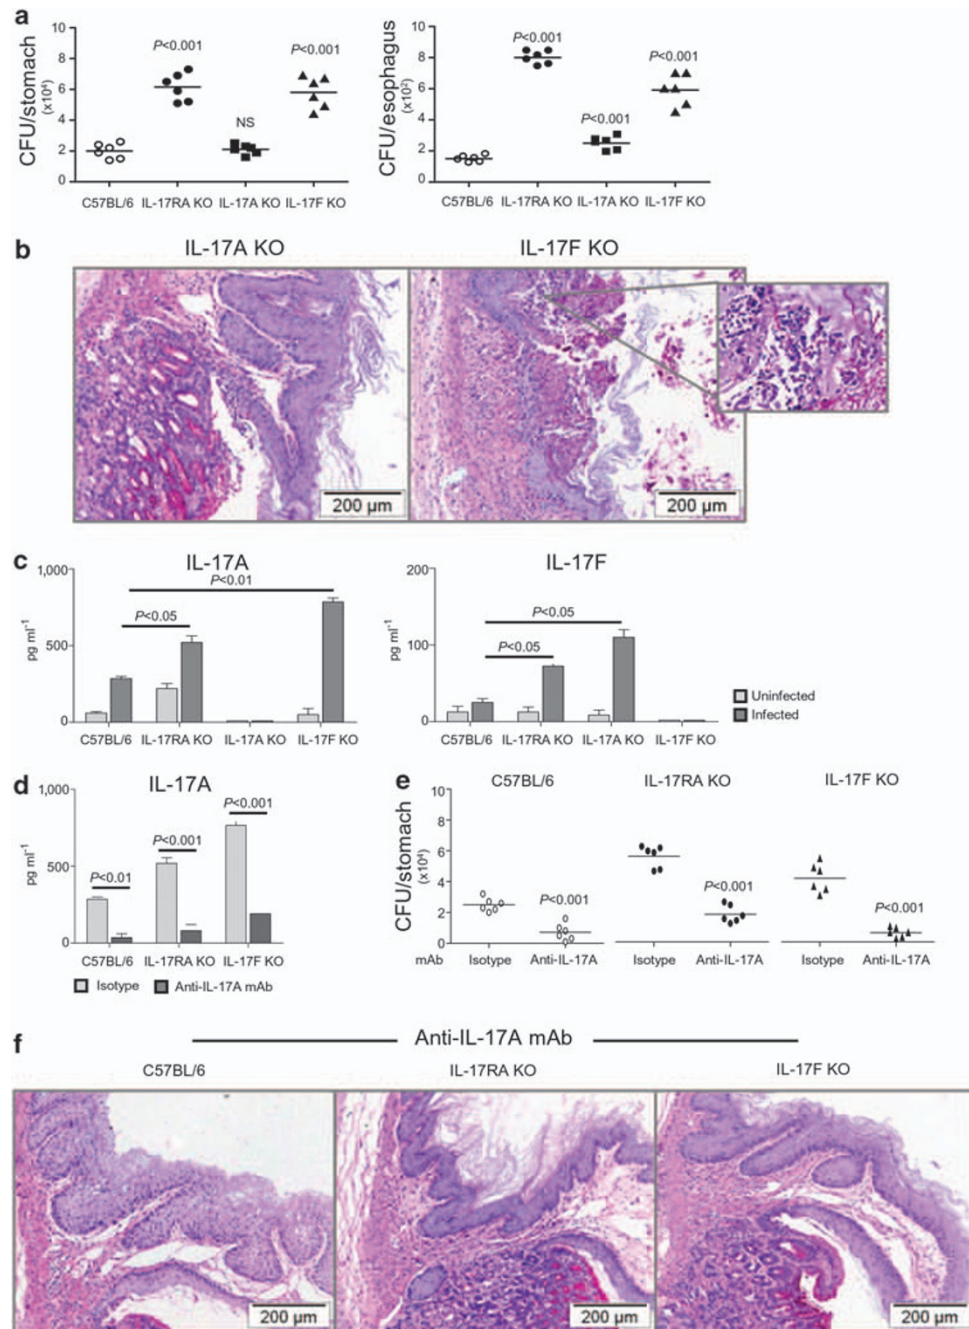 a
CFU/stomach
(x10⁴)
10
8
6
4
2
0
P<0.001
NS
P<0.001
C57BL/6 IL-17RA KO IL-17A KO IL-17F KO
CFU/esophagus
(x10²)
10
8
6
4
2
0
P<0.001
P<0.001
P<0.001
C57BL/6 IL-17RA KO IL-17A KO IL-17F KO
b
IL-17A KO
IL-17F KO
200 µm
200 µm
c
IL-17A
pg ml⁻¹
1,000
500
0
P<0.01
P<0.05
C57BL/6 IL-17RA KO IL-17A KO IL-17F KO
IL-17F
pg ml⁻¹
200
100
0
P<0.05
P<0.05
C57BL/6 IL-17RA KO IL-17A KO IL-17F KO
Uninfected
Infected
d
IL-17A
pg ml⁻¹
1,000
500
0
P<0.01
P<0.001
P<0.001
C57BL/6 IL-17RA KO IL-17F KO
Isotype Anti-IL-17A mAb
e
C57BL/6 IL-17RA KO IL-17F KO
CFU/stomach
(x10⁴)
10
8
6
4
2
0
P<0.001
P<0.001
P<0.001
mAb Isotype Anti-IL-17A Isotype Anti-IL-17A Isotype Anti-IL-17A
f
Anti-IL-17A mAb
C57BL/6 IL-17RA KO IL-17F KO
200 µm
200 µm
200 µm